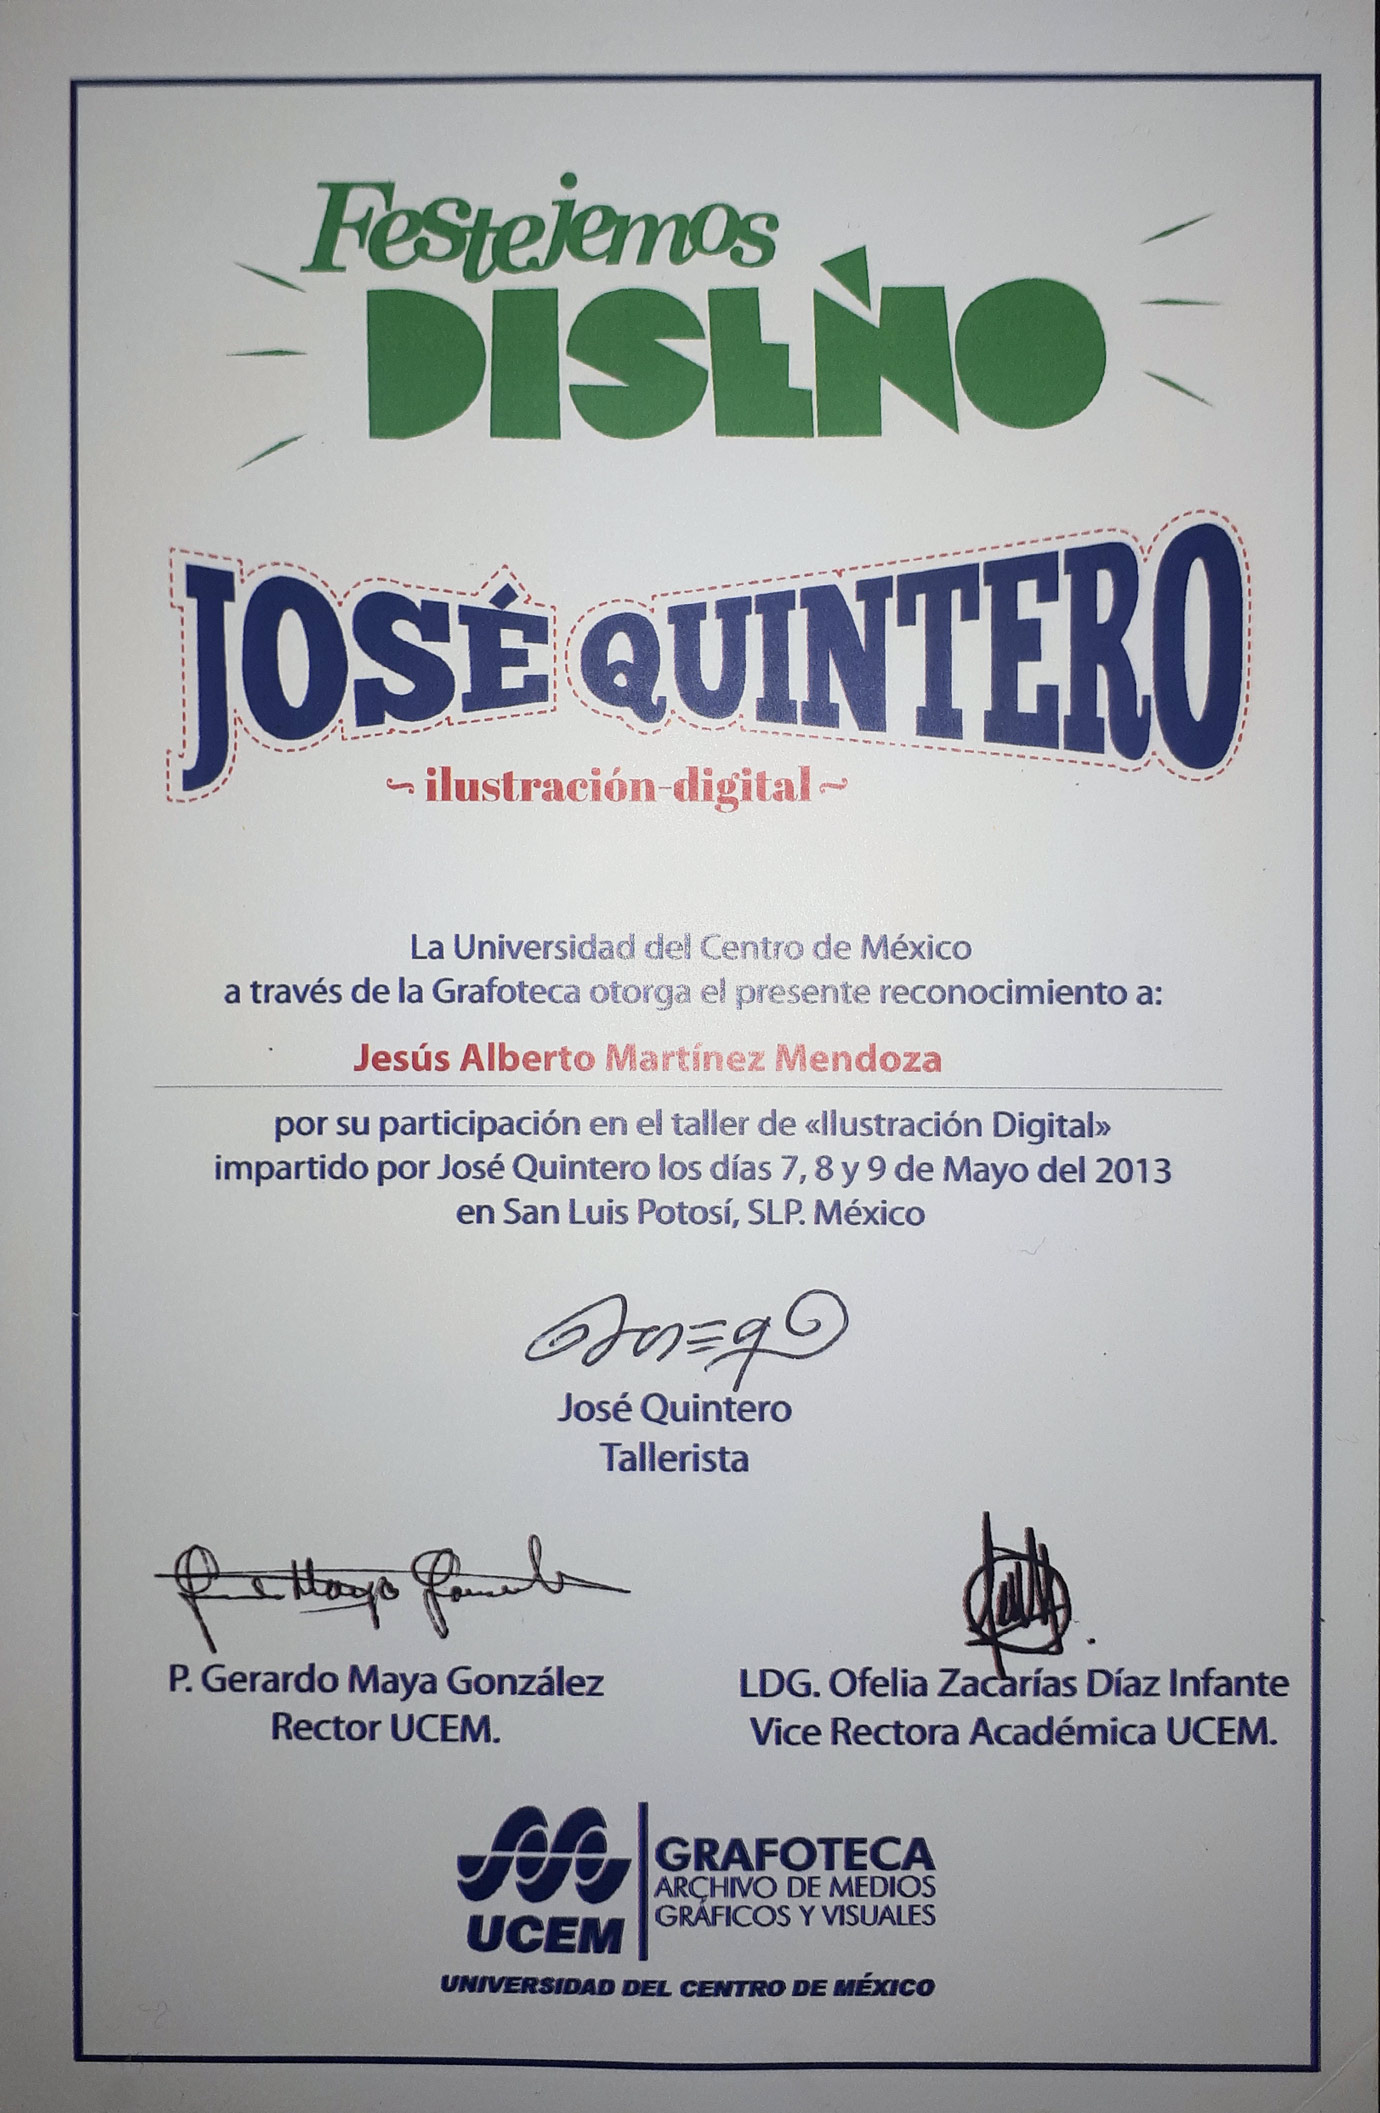 Festejemos
DISEÑO
JOSÉ QUINTERO
~ ilustración-digital ~
La Universidad del Centro de México
a través de la Grafoteca otorga el presente reconocimiento a:
Jesús Alberto Martínez Mendoza
por su participación en el taller de «Ilustración Digital»
impartido por José Quintero los días 7, 8 y 9 de Mayo del 2013
en San Luis Potosí, SLP. México
José Quintero
Tallerista
P. Gerardo Maya González
Rector UCEM.
LDG. Ofelia Zacarías Díaz Infante
Vice Rectora Académica UCEM.
UCEM
GRAFOTECA
ARCHIVO DE MEDIOS
GRÁFICOS Y VISUALES
UNIVERSIDAD DEL CENTRO DE MÉXICO